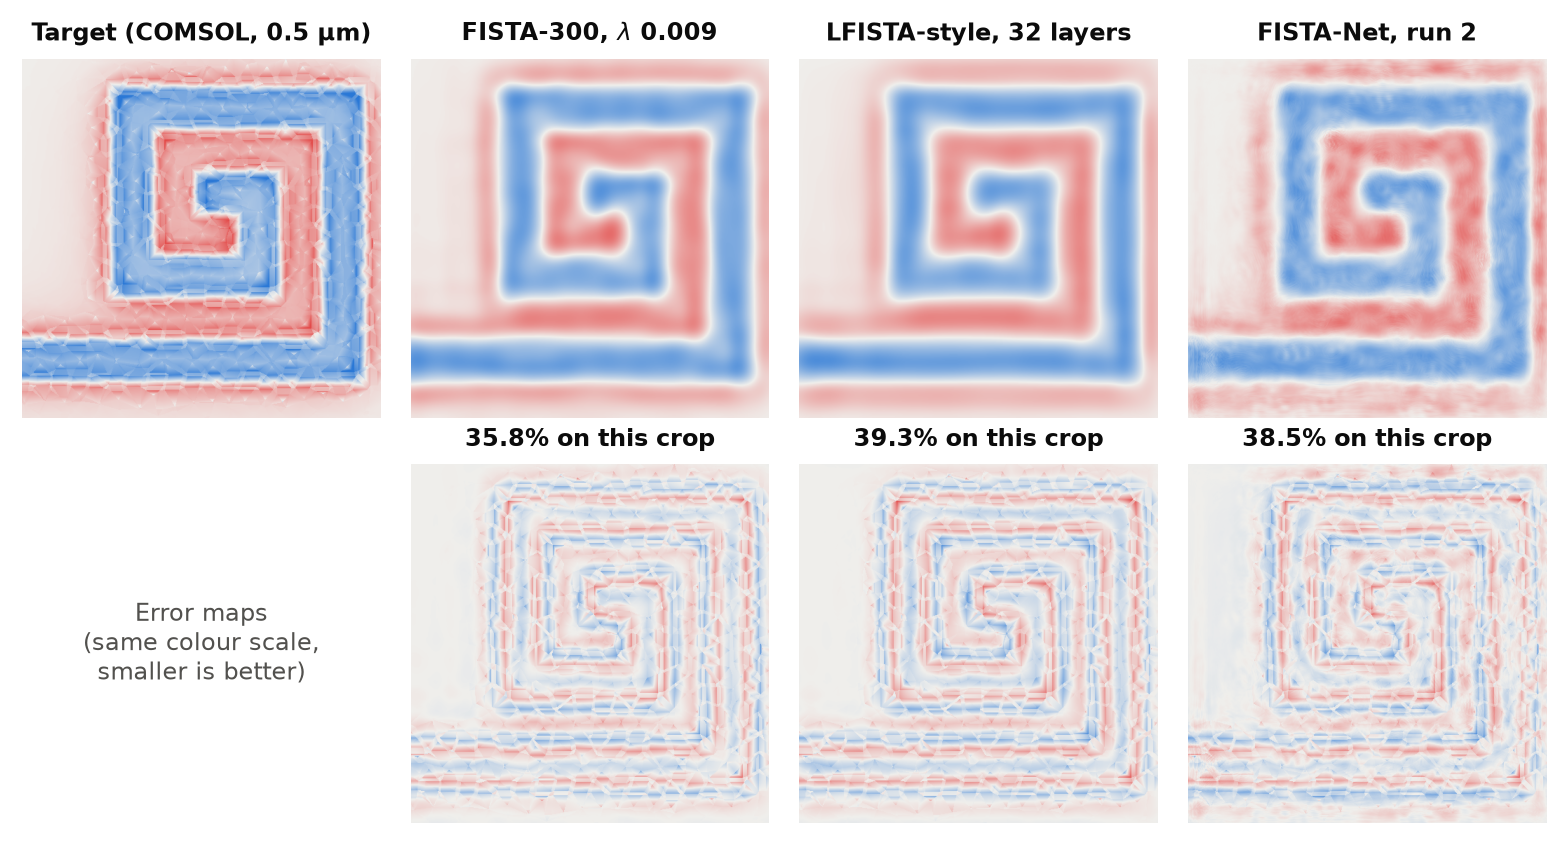 Target (COMSOL, 0.5 μm)
FISTA-300, λ 0.009
LFISTA-style, 32 layers
FISTA-Net, run 2
35.8% on this crop
39.3% on this crop
38.5% on this crop
Error maps
(same colour scale,
smaller is better)